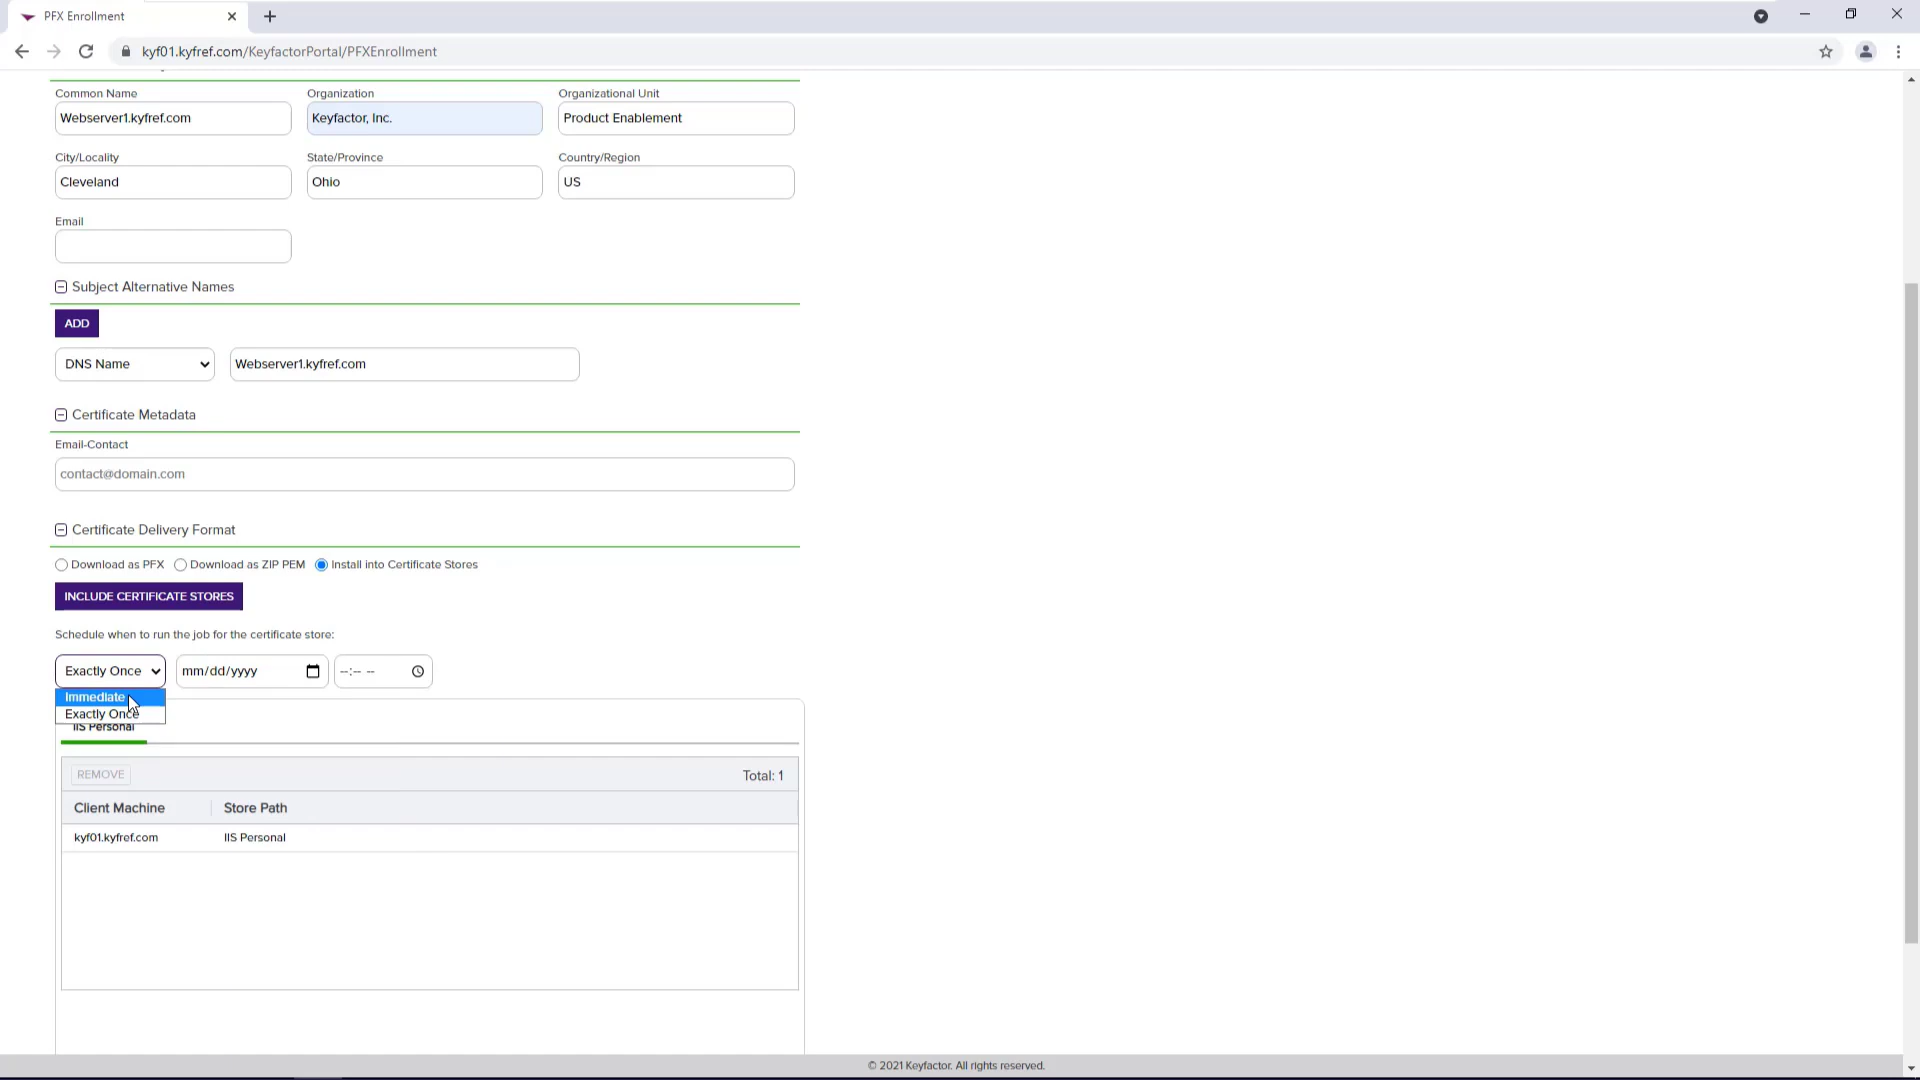 PFX Enrollment
kyf01.kyfref.com/KeyfactorPortal/PFXEnrollment
Common Name Organization Organizational Unit
Webserver1.kyfref.com Keyfactor, Inc. Product Enablement
City/Locality State/Province Country/Region
Cleveland Ohio US
Email
Subject Alternative Names
ADD
DNS Name Webserver1.kyfref.com
Certificate Metadata
Email-Contact
contact@domain.com
Certificate Delivery Format
Download as PFX Download as ZIP PEM Install into Certificate Stores
INCLUDE CERTIFICATE STORES
Schedule when to run the job for the certificate store:
Exactly Once mm/dd/yyyy --:-- --
Immediate
Exactly Once
IIS Personal
REMOVE Total: 1
Client Machine Store Path
kyf01.kyfref.com IIS Personal
© 2021 Keyfactor. All rights reserved.